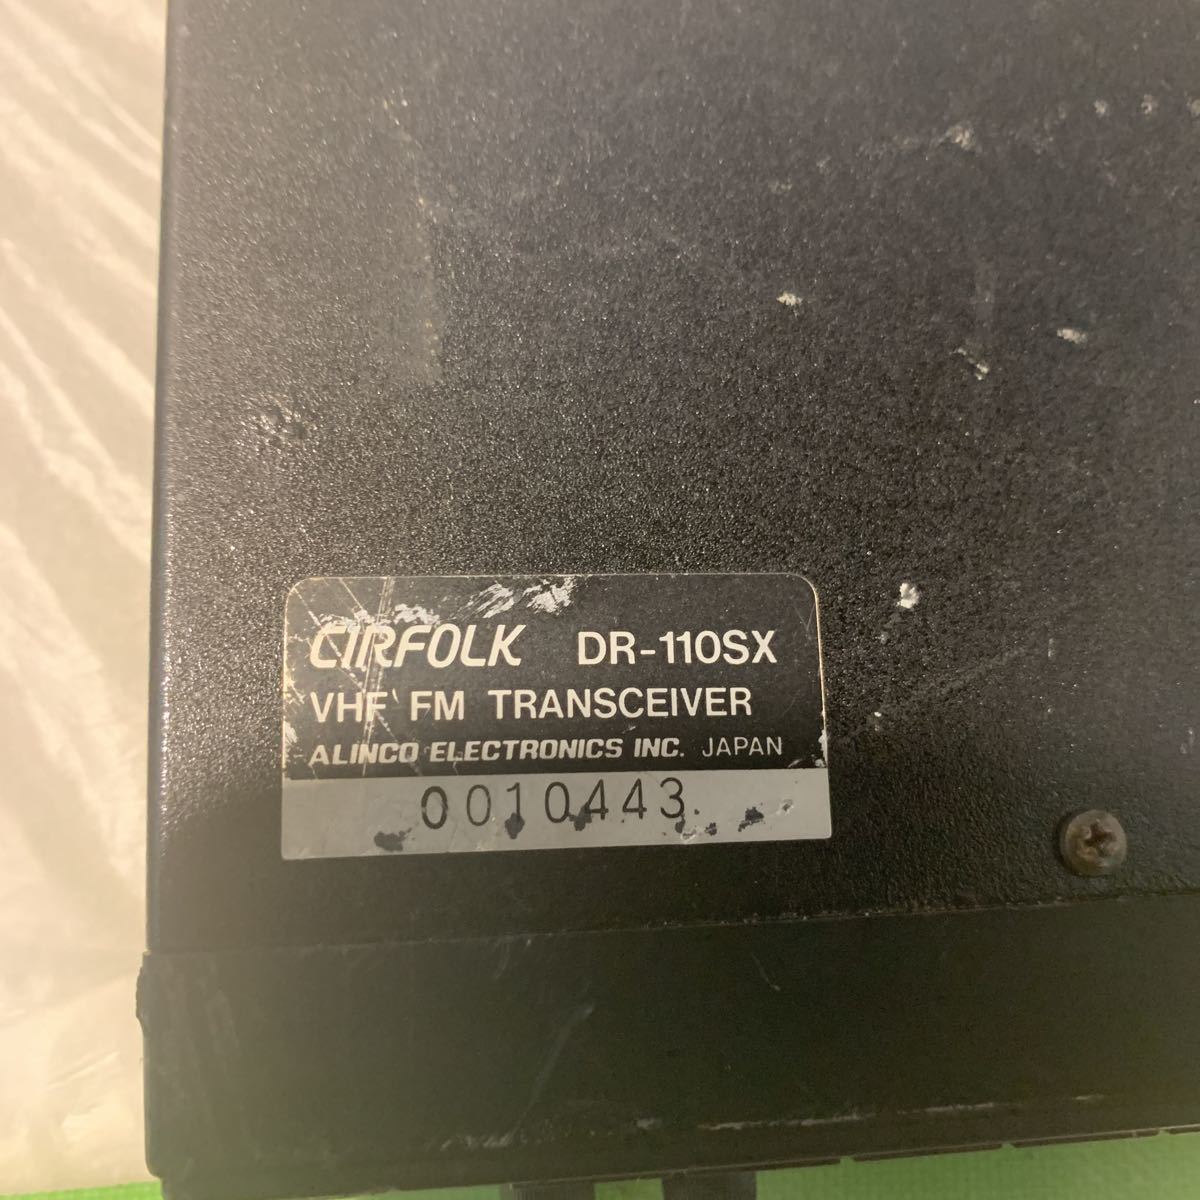 CIRFOLK DR-110SX
VHF FM TRANSCEIVER
ALINCO ELECTRONICS INC. JAPAN
0010443